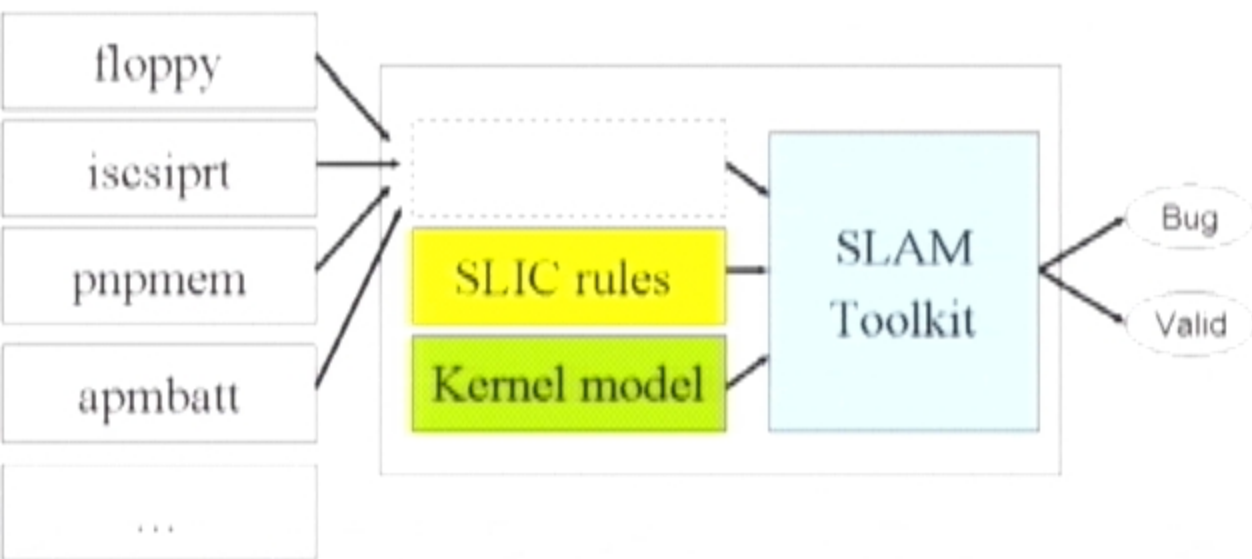 floppy
iscsiprt
pnpmem
apmbatt
...
SLIC rules
Kernel model
SLAM
Toolkit
Bug
Valid